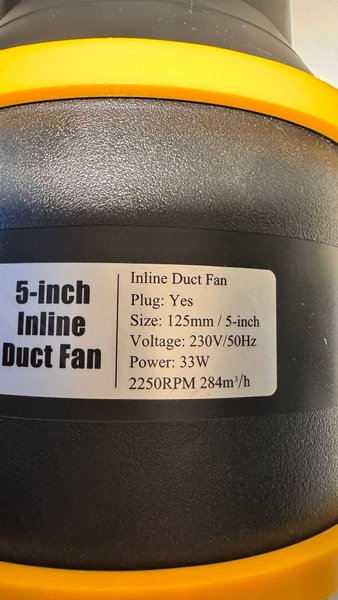 5-inch
Inline
Duct Fan
Inline Duct Fan
Plug: Yes
Size: 125mm / 5-inch
Voltage: 230V/50Hz
Power: 33W
2250RPM 284m³/h